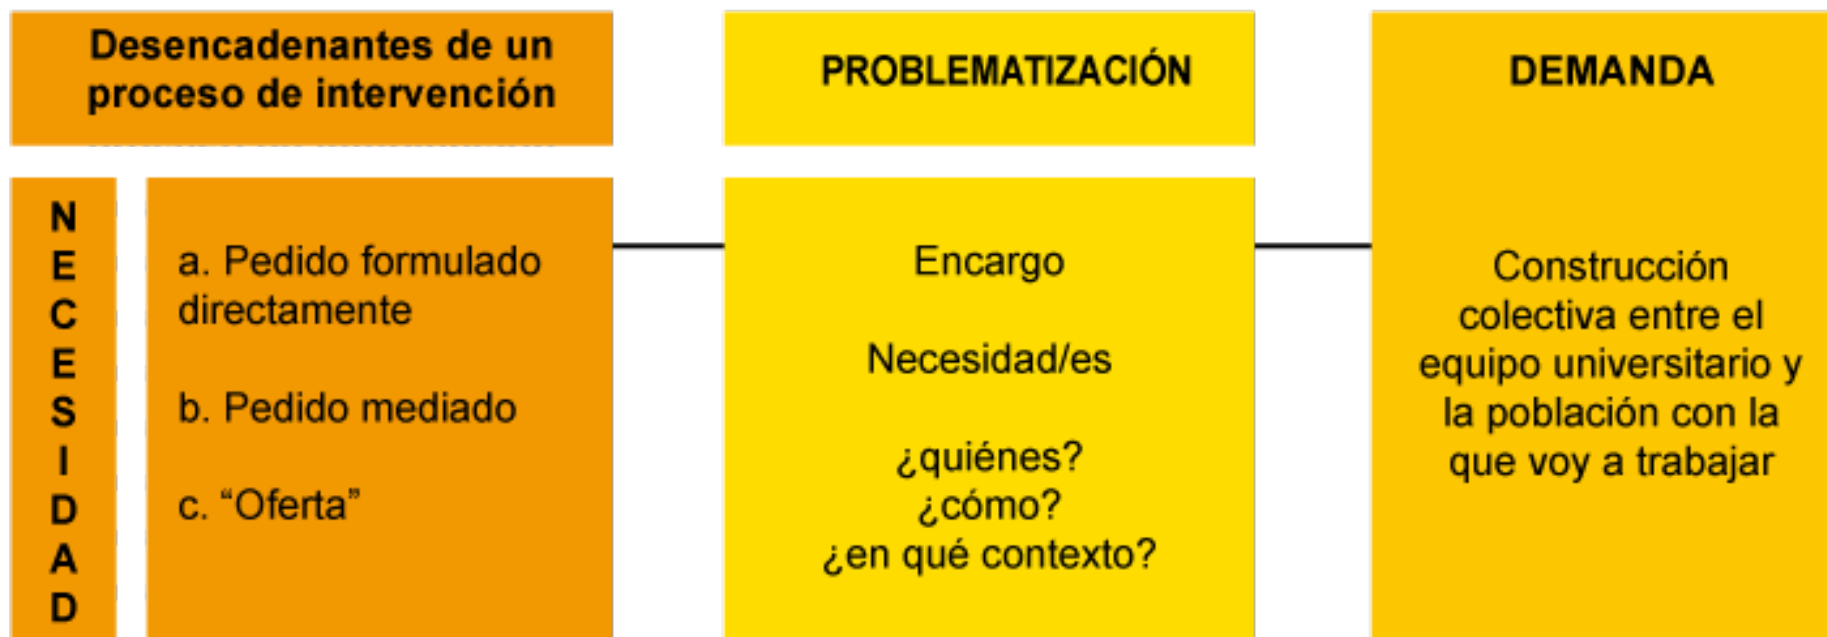 Desencadenantes de un
proceso de intervención
PROBLEMATIZACIÓN
DEMANDA
NECESIDAD
a. Pedido formulado
directamente
b. Pedido mediado
c. “Oferta”
Encargo
Necesidad/es
¿quiénes?
¿cómo?
¿en qué contexto?
Construcción
colectiva entre el
equipo universitario y
la población con la
que voy a trabajar